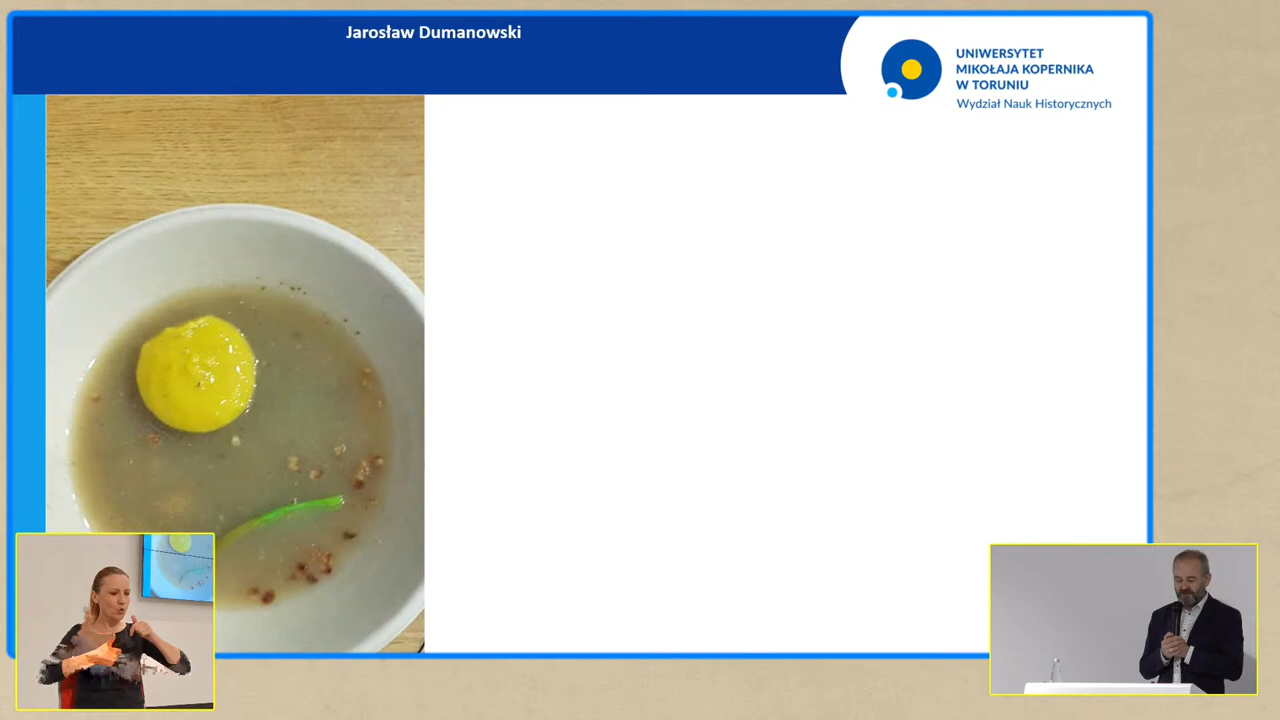 Jarosław Dumanowski
UNIWERSYTET
MIKOŁAJA KOPERNIKA
W TORUNIU
Wydział Nauk Historycznych